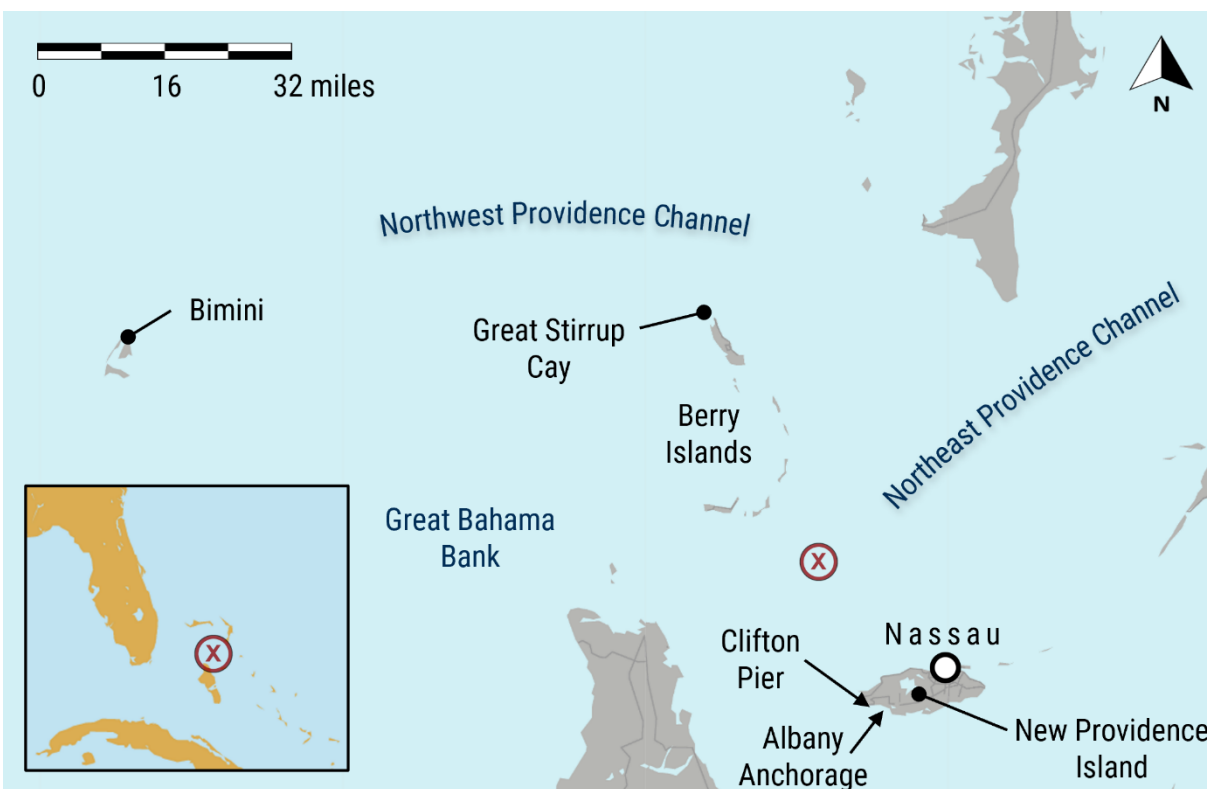 0 16 32 miles
N
Northwest Providence Channel
Bimini
Great Stirrup
Cay
Northeast Providence Channel
Berry
Islands
Great Bahama
Bank
X
X
Nassau
Clifton
Pier
Albany
Anchorage
New Providence
Island